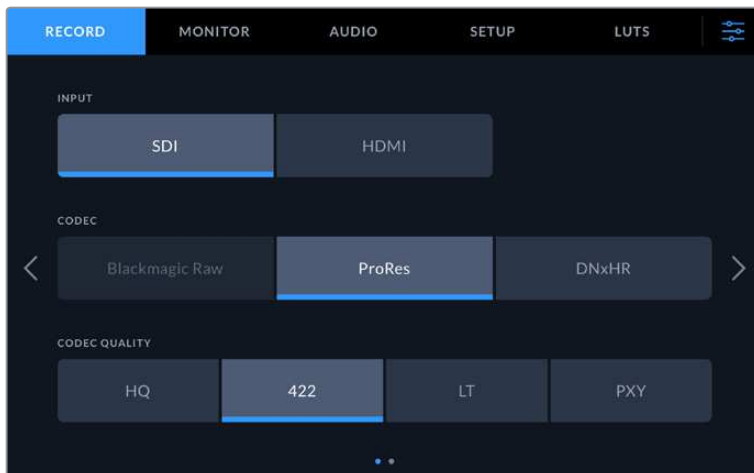 RECORD MONITOR AUDIO SETUP LUTS
INPUT
SDI HDMI
CODEC
Blackmagic Raw ProRes DNxHR
CODEC QUALITY
HQ 422 LT PXY